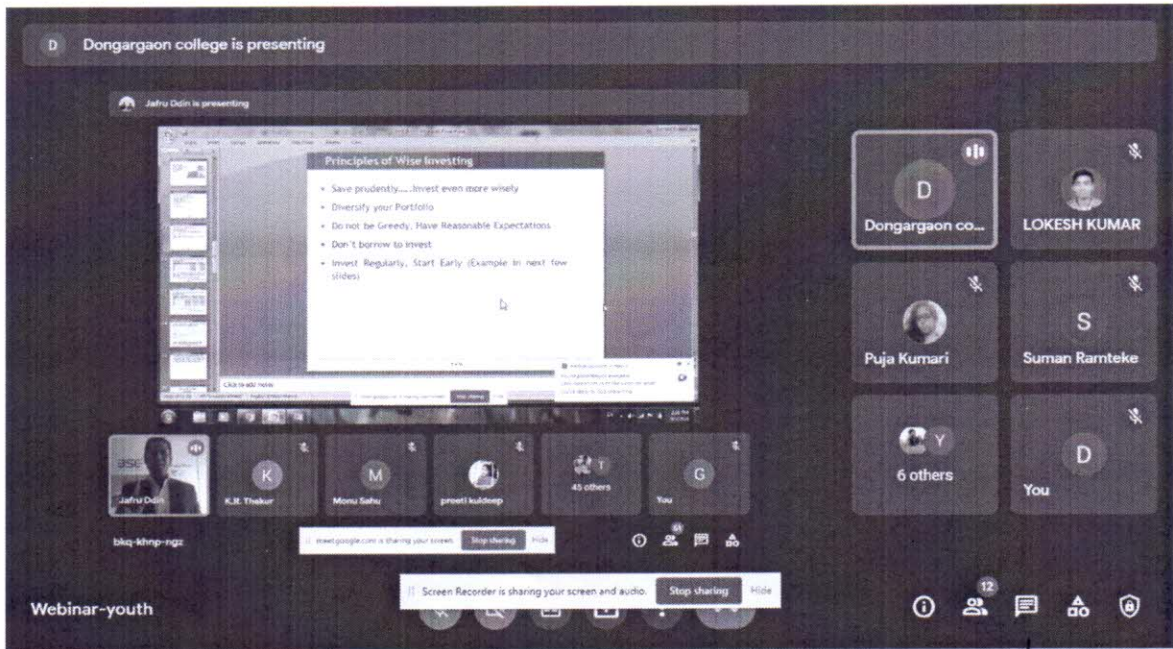 D Dongargaon college is presenting
Jafru Ddin is presenting
Principles of Wise Investing
• Save prudently.....Invest even more wisely
• Diversify your Portfolio
• Do not be Greedy, Have Reasonable Expectations
• Don't borrow to invest
• Invest Regularly, Start Early (Example in next few
slides)
Click to add notes
Stop sharing
D
Dongargaon co...
LOKESH KUMAR
Puja Kumari
S
Suman Ramteke
Y
6 others
D
You
Jafru Ddin
K
K.R. Thakur
M
Monu Sahu
preeti kuldeep
T
45 others
G
You
bkq-khnp-ngz
meet.google.com is sharing your screen. Stop sharing Hide
Screen Recorder is sharing your screen and audio. Stop sharing Hide
Webinar-youth
12